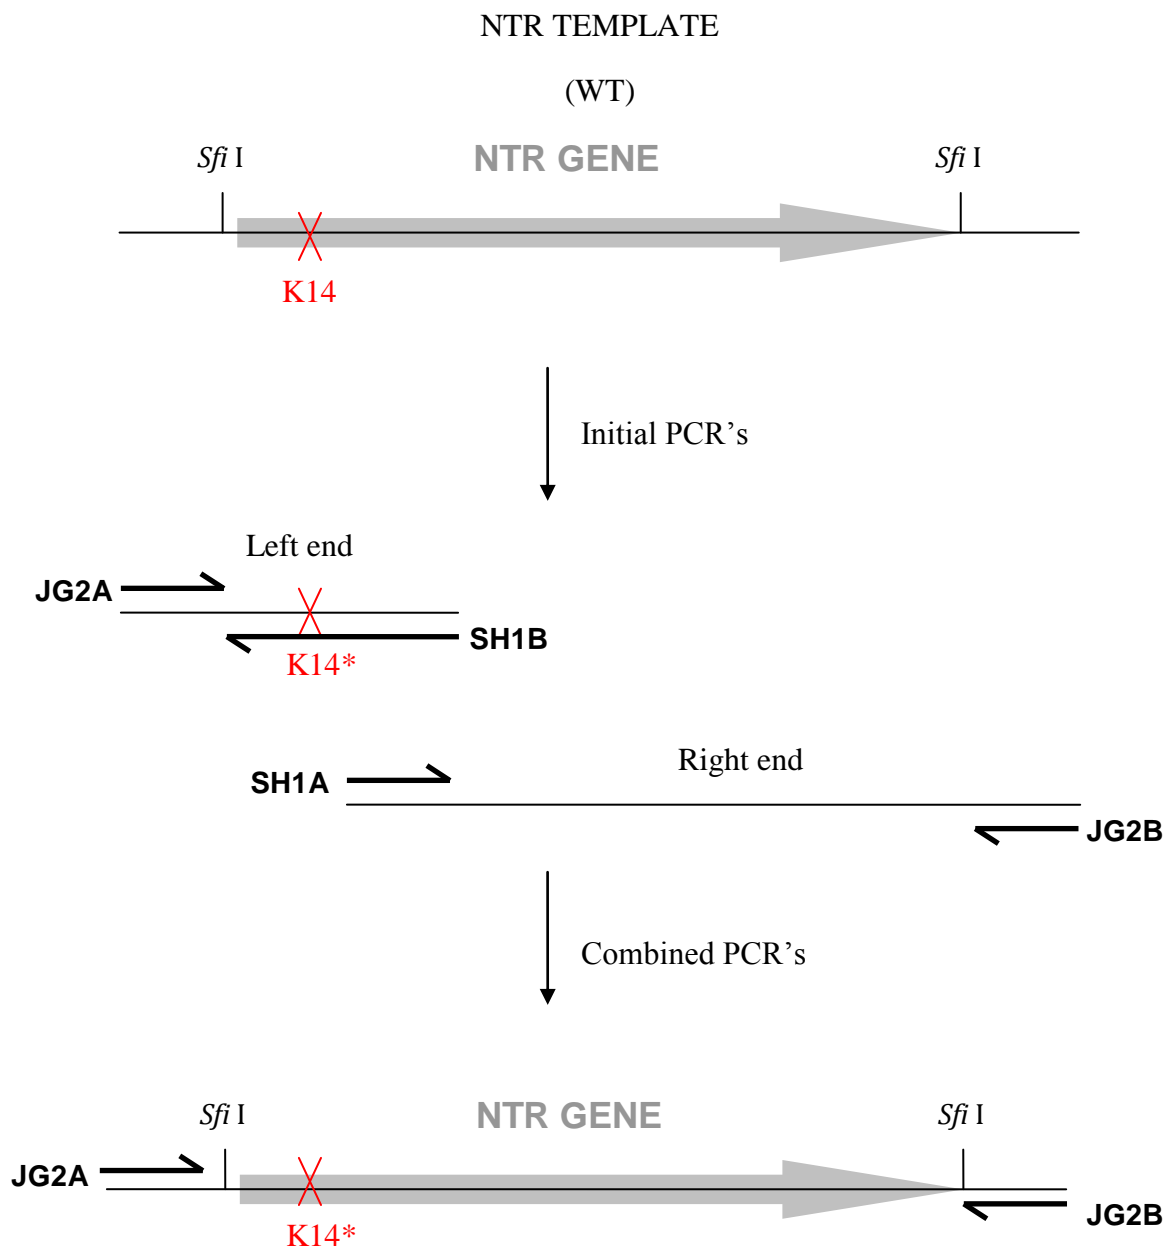 NTR TEMPLATE
(WT)
Sfi I
NTR GENE
Sfi I
K14
Initial PCR’s
Left end
JG2A
SH1B
K14*
Right end
SH1A
JG2B
Combined PCR’s
Sfi I
NTR GENE
Sfi I
JG2A
K14*
JG2B